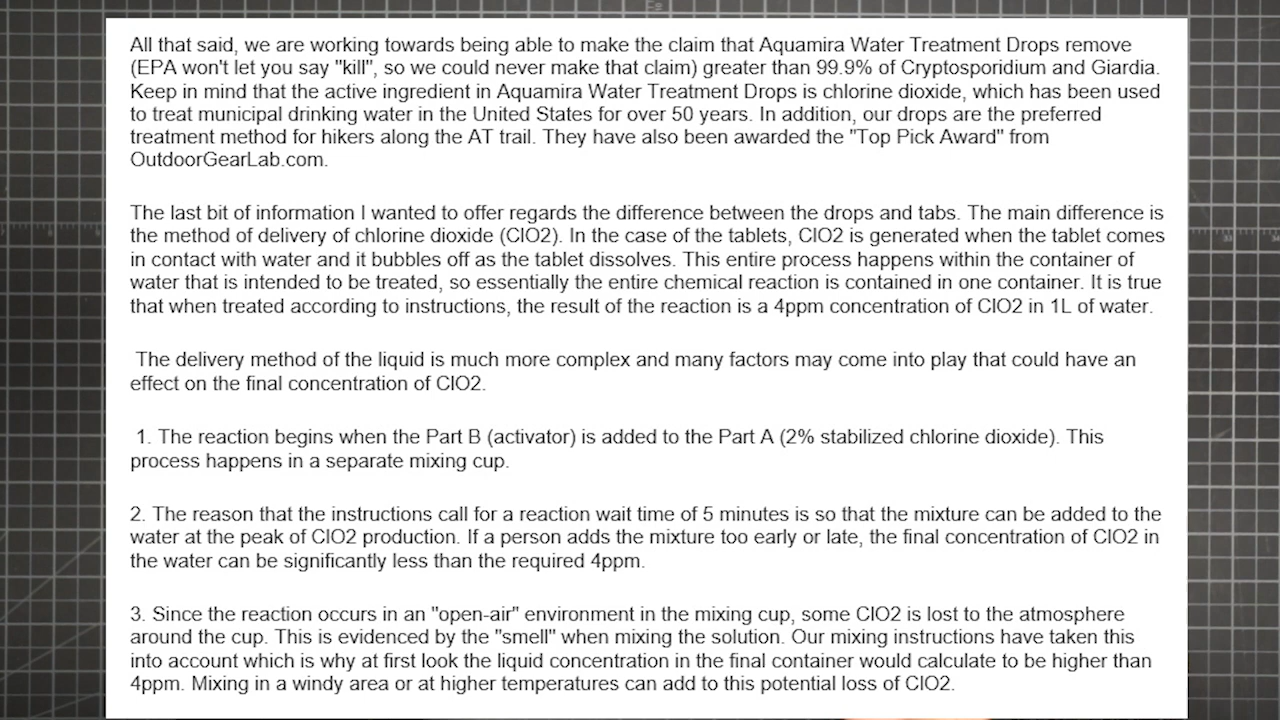 All that said, we are working towards being able to make the claim that Aquamira Water Treatment Drops remove
(EPA won't let you say "kill", so we could never make that claim) greater than 99.9% of Cryptosporidium and Giardia.
Keep in mind that the active ingredient in Aquamira Water Treatment Drops is chlorine dioxide, which has been used
to treat municipal drinking water in the United States for over 50 years. In addition, our drops are the preferred
treatment method for hikers along the AT trail. They have also been awarded the "Top Pick Award" from
OutdoorGearLab.com.
The last bit of information I wanted to offer regards the difference between the drops and tabs. The main difference is
the method of delivery of chlorine dioxide (ClO2). In the case of the tablets, ClO2 is generated when the tablet comes
in contact with water and it bubbles off as the tablet dissolves. This entire process happens within the container of
water that is intended to be treated, so essentially the entire chemical reaction is contained in one container. It is true
that when treated according to instructions, the result of the reaction is a 4ppm concentration of ClO2 in 1L of water.
The delivery method of the liquid is much more complex and many factors may come into play that could have an
effect on the final concentration of ClO2.
1. The reaction begins when the Part B (activator) is added to the Part A (2% stabilized chlorine dioxide). This
process happens in a separate mixing cup.
2. The reason that the instructions call for a reaction wait time of 5 minutes is so that the mixture can be added to the
water at the peak of ClO2 production. If a person adds the mixture too early or late, the final concentration of ClO2 in
the water can be significantly less than the required 4ppm.
3. Since the reaction occurs in an "open-air" environment in the mixing cup, some ClO2 is lost to the atmosphere
around the cup. This is evidenced by the "smell" when mixing the solution. Our mixing instructions have taken this
into account which is why at first look the liquid concentration in the final container would calculate to be higher than
4ppm. Mixing in a windy area or at higher temperatures can add to this potential loss of ClO2.